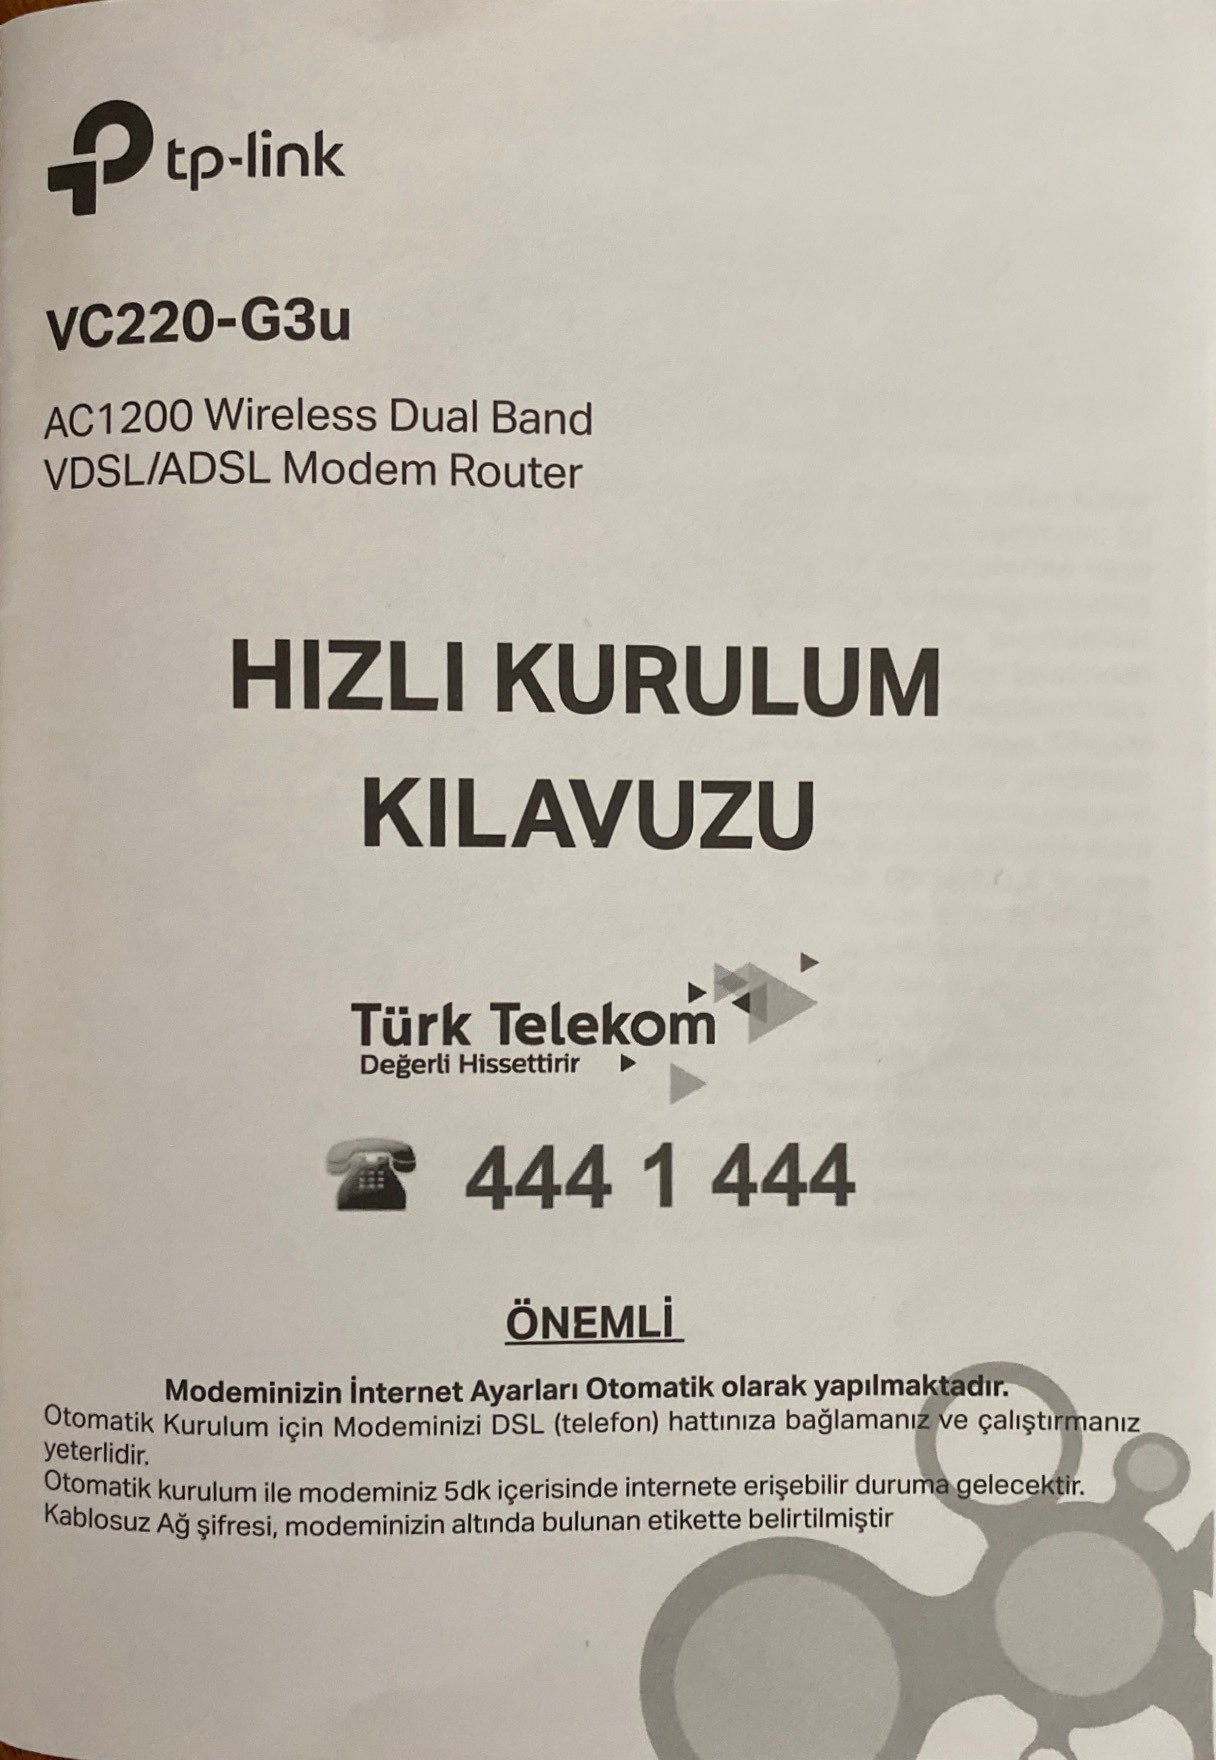 tp-link
VC220-G3u
AC1200 Wireless Dual Band
VDSL/ADSL Modem Router
HIZLI KURULUM
KILAVUZU
Türk Telekom
Değerli Hissettirir
444 1 444
ÖNEMLİ
Modeminizin İnternet Ayarları Otomatik olarak yapılmaktadır.
Otomatik Kurulum için Modeminizi DSL (telefon) hattınıza bağlamanız ve çalıştırmanız
yeterlidir.
Otomatik kurulum ile modeminiz 5dk içerisinde internete erişebilir duruma gelecektir.
Kablosuz Ağ şifresi, modeminizin altında bulunan etikette belirtilmiştir